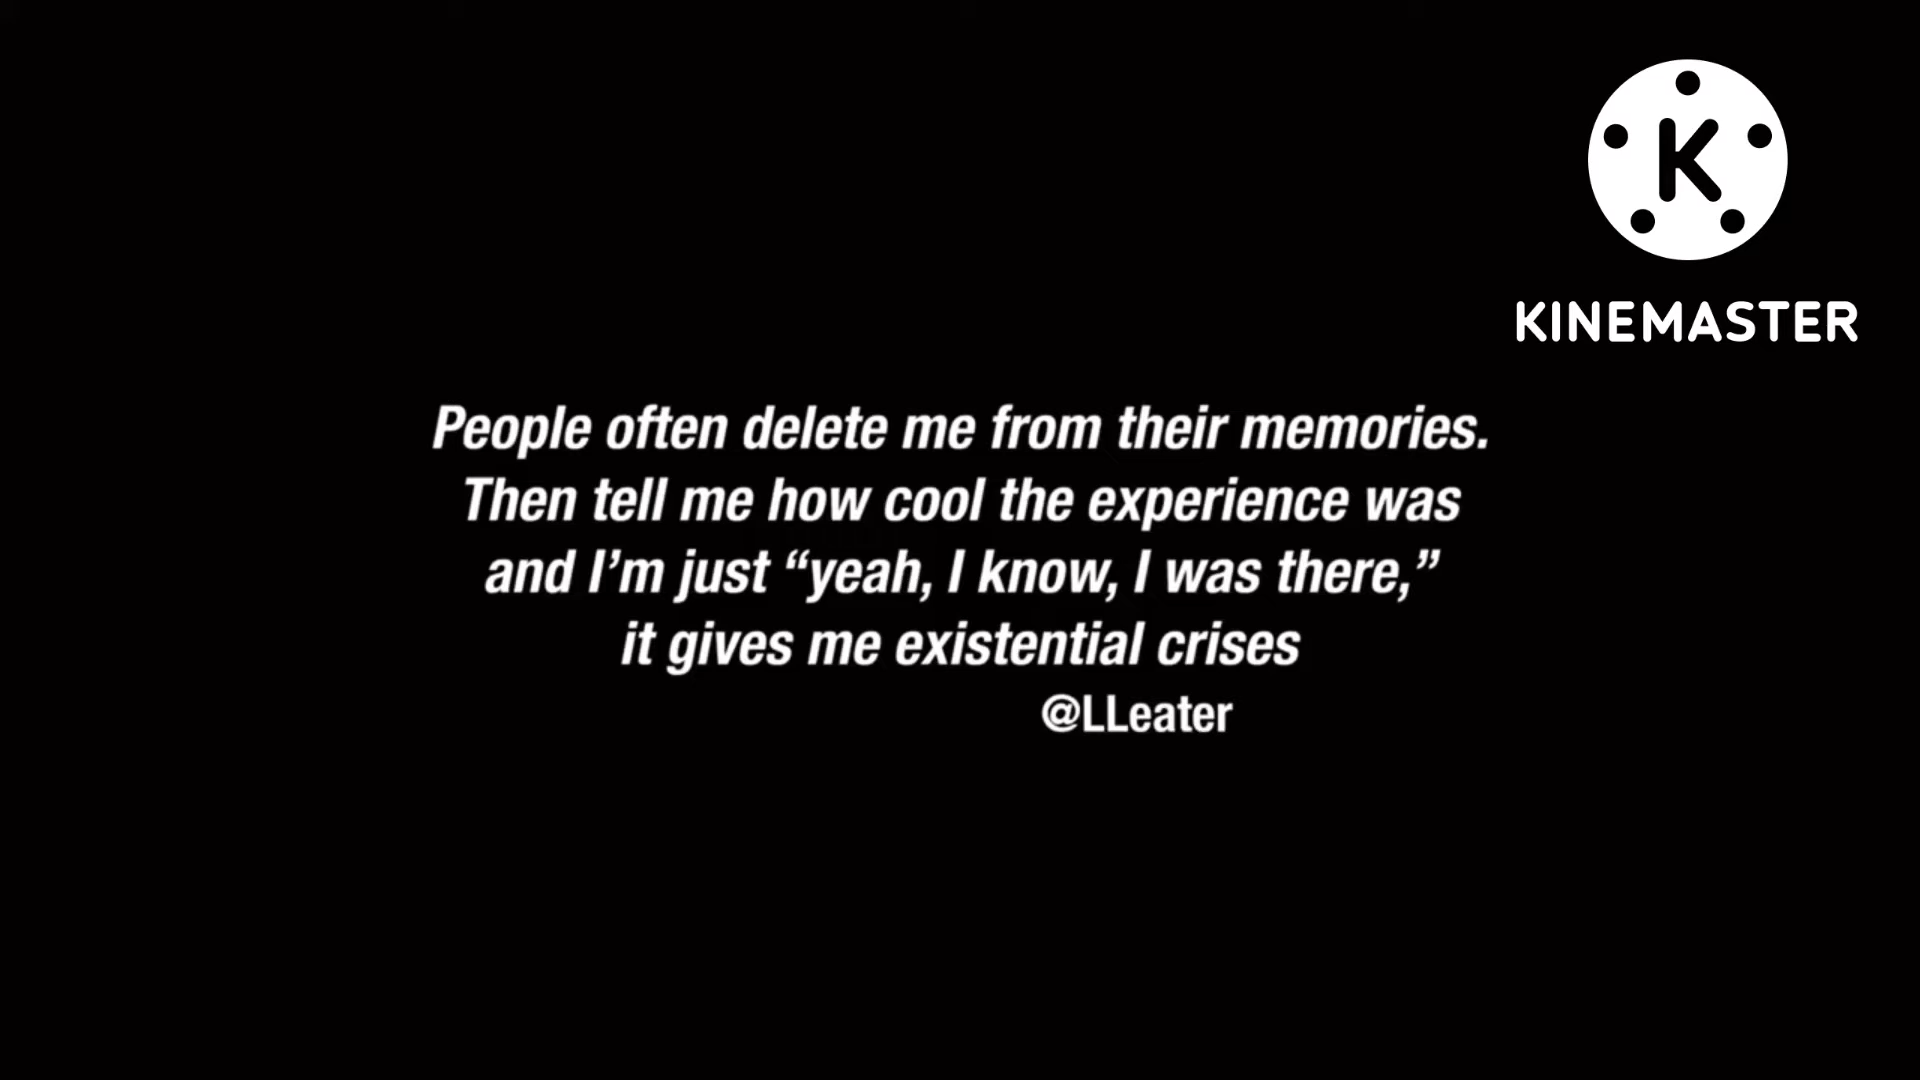 K
KINEMASTER
People often delete me from their memories.
Then tell me how cool the experience was
and I’m just “yeah, I know, I was there,”
it gives me existential crises
@LLeater